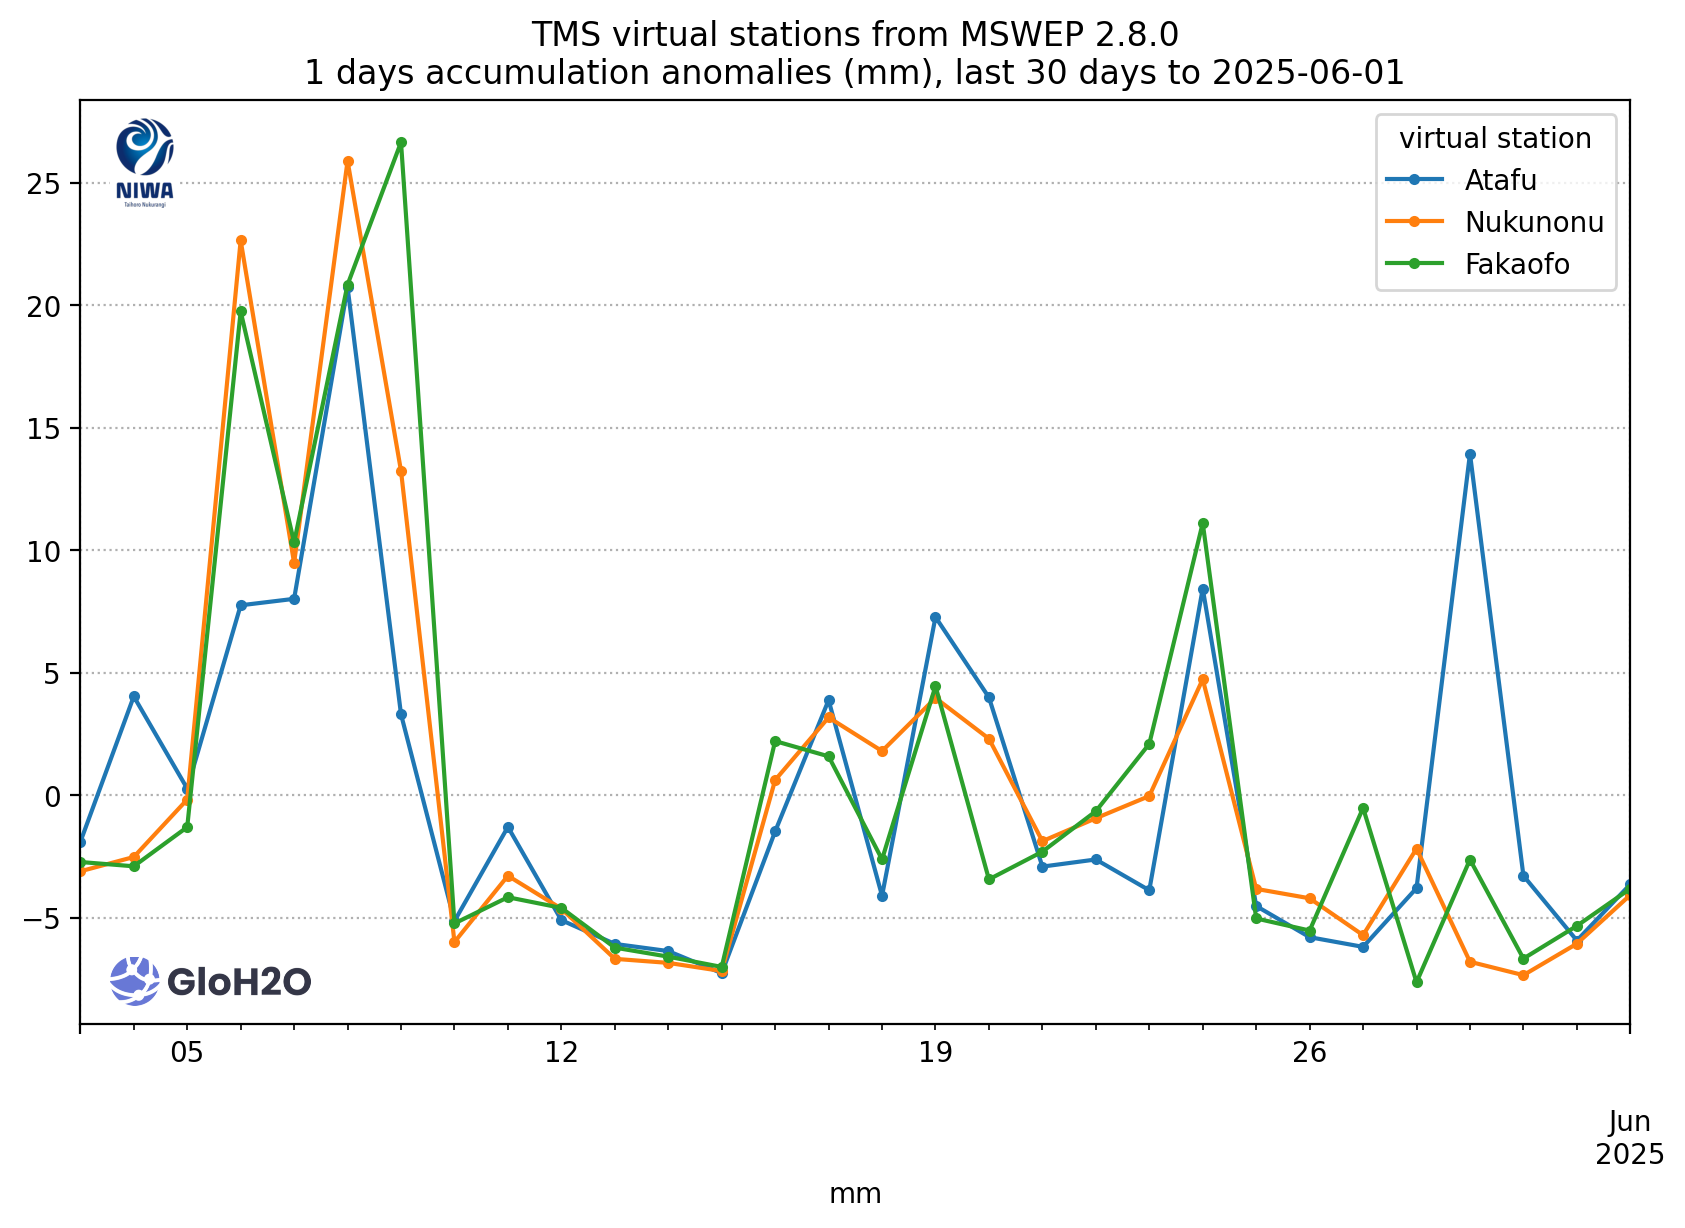 TMS virtual stations from MSWEP 2.8.0
1 days accumulation anomalies (mm), last 30 days to 2025-06-01
NIWA
Taihoro Nukurangi
virtual station
Atafu
Nukunonu
Fakaofo
25
20
15
10
5
0
−5
GloH2O
05
12
19
26
Jun
2025
mm